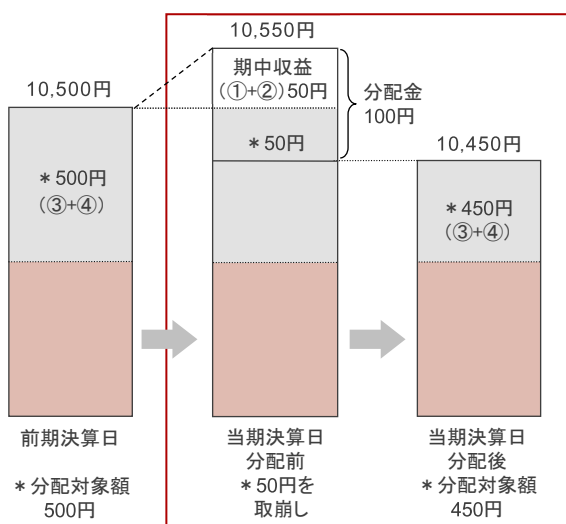 10,500円
＊500円
(③+④)
前期決算日
＊分配対象額
500円
10,550円
期中収益
(①+②)50円
＊50円
分配金
100円
当期決算日
分配前
＊50円を
取崩し
10,450円
＊450円
(③+④)
当期決算日
分配後
＊分配対象額
450円